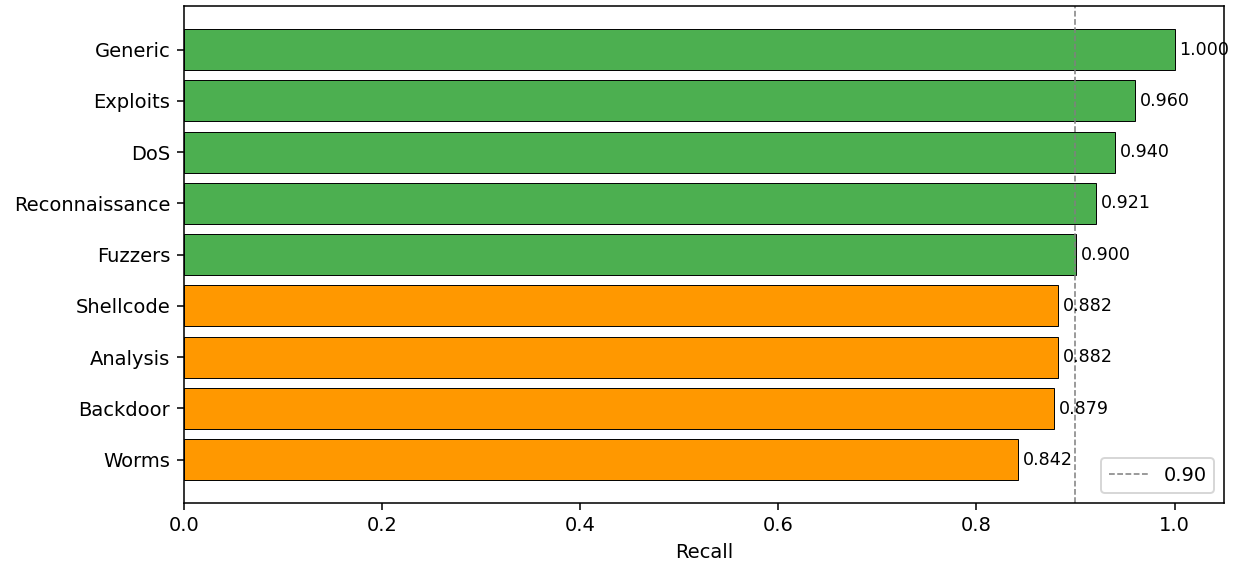 Generic 1.000
Exploits 0.960
DoS 0.940
Reconnaissance 0.921
Fuzzers 0.900
Shellcode 0.882
Analysis 0.882
Backdoor 0.879
Worms 0.842
0.90
0.0 0.2 0.4 0.6 0.8 1.0
Recall